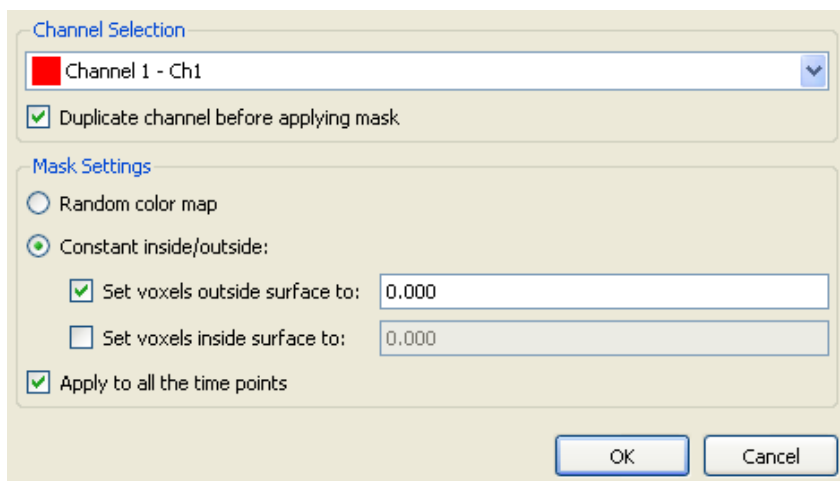 Channel Selection
Channel 1 - Ch1
Duplicate channel before applying mask
Mask Settings
Random color map
Constant inside/outside:
Set voxels outside surface to: 0.000
Set voxels inside surface to: 0.000
Apply to all the time points
OK Cancel